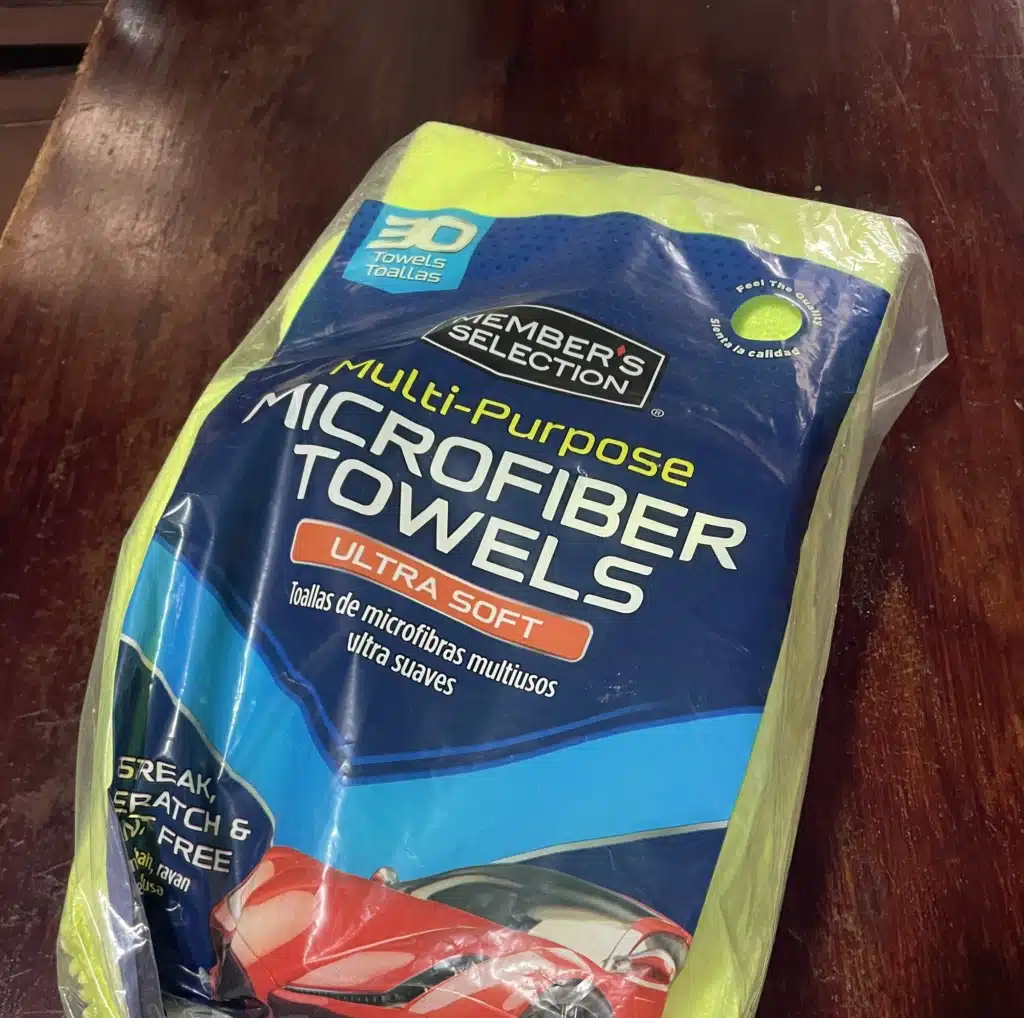 30
Towels
Toallas
Feel The Quality
Sienta la calidad
MEMBER'S
SELECTION
®
Multi-Purpose
MICROFIBER
TOWELS
ULTRA SOFT
Toallas de microfibras multiusos
ultra suaves
FREE
rayan